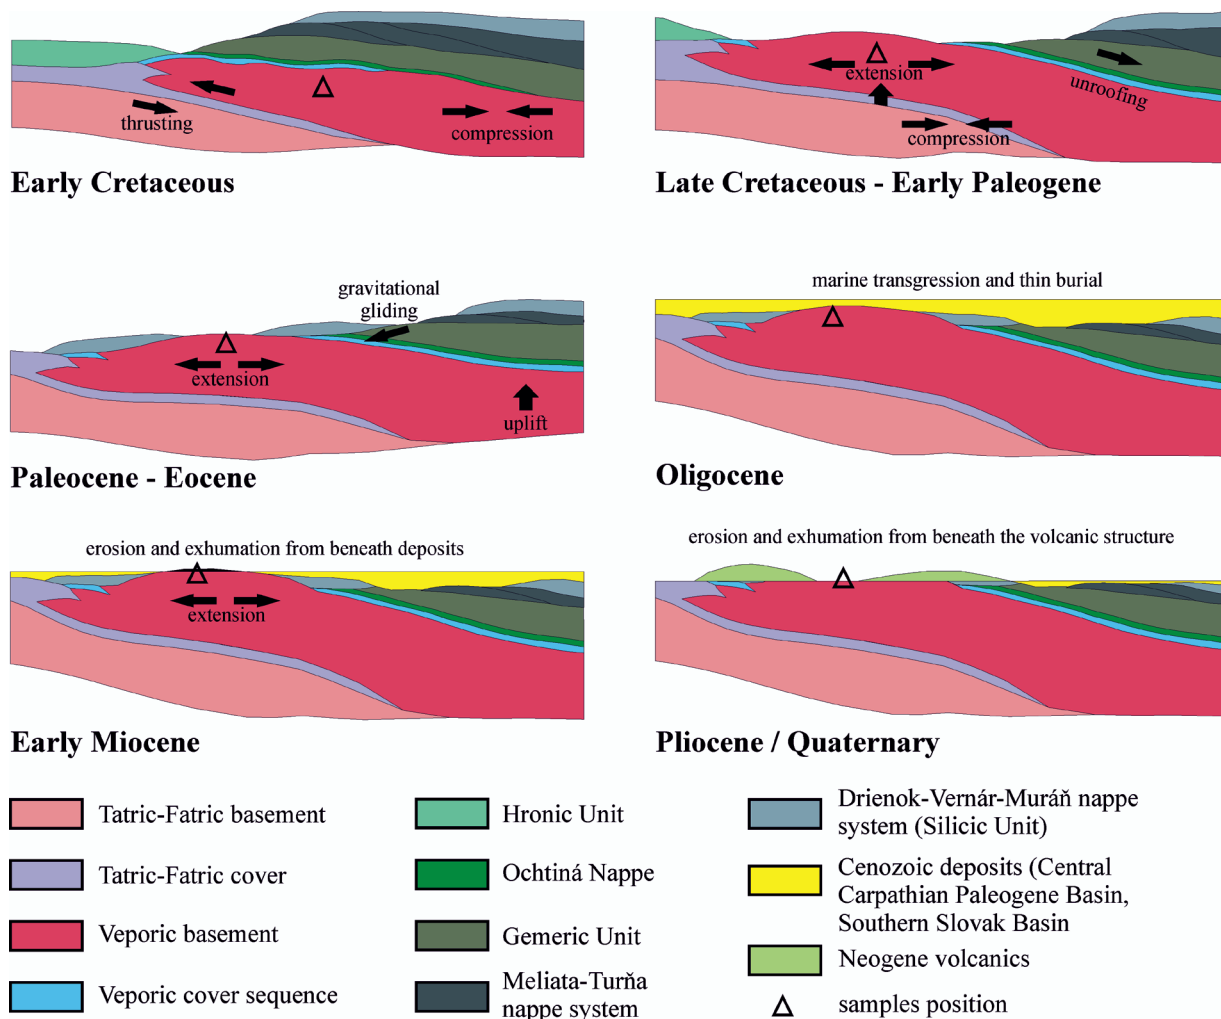 thrusting
compression
Early Cretaceous
extension
unroofing
compression
Late Cretaceous - Early Paleogene
gravitational
gliding
extension
uplift
Paleocene - Eocene
marine transgression and thin burial
Oligocene
erosion and exhumation from beneath deposits
extension
Early Miocene
erosion and exhumation from beneath the volcanic structure
Pliocene / Quaternary
Tatric-Fatric basement
Tatric-Fatric cover
Veporic basement
Veporic cover sequence
Hronic Unit
Ochtiná Nappe
Gemeric Unit
Meliata-Turňa
nappe system
Drienok-Vernár-Muráň nappe
system (Silicic Unit)
Cenozoic deposits (Central
Carpathian Paleogene Basin,
Southern Slovak Basin
Neogene volcanics
samples position